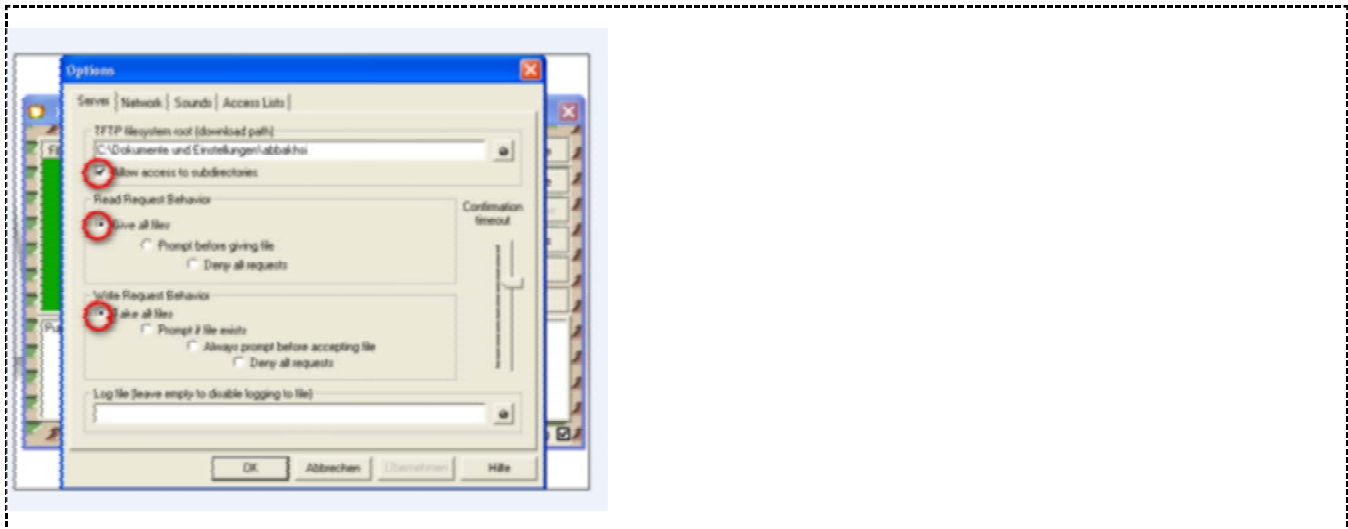 Options
Server Network Sounds Access Lists
TFTP filesystem root (download path)
C:\Dokumente und Einstellungen\abbakhsi
Allow access to subdirectories
Read Request Behavior
Confirmation
timeout
Give all files
Prompt before giving file
Deny all requests
Write Request Behavior
Take all files
Prompt if file exists
Always prompt before accepting file
Deny all requests
Log file (leave empty to disable logging to file)
OK Abbrechen Übernehmen Hilfe